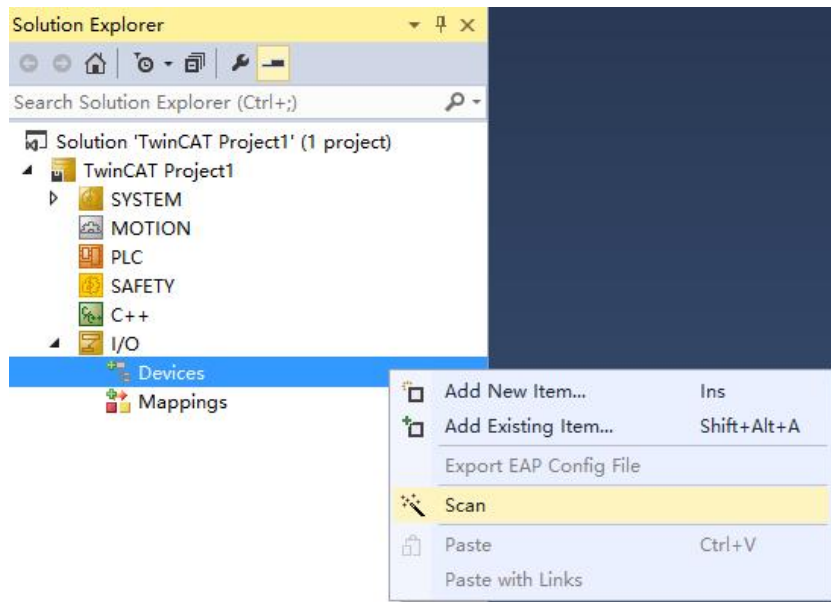 Solution Explorer
Search Solution Explorer (Ctrl+;)
Solution 'TwinCAT Project1' (1 project)
TwinCAT Project1
SYSTEM
MOTION
PLC
SAFETY
C++
I/O
Devices
Mappings
Add New Item... Ins
Add Existing Item... Shift+Alt+A
Export EAP Config File
Scan
Paste Ctrl+V
Paste with Links